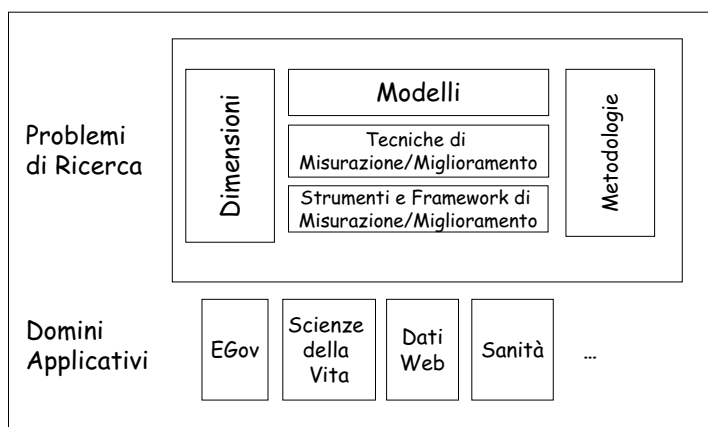 Problemi
di Ricerca
Dimensioni
Modelli
Tecniche di
Misurazione/Miglioramento
Strumenti e Framework di
Misurazione/Miglioramento
Metodologie
Domini
Applicativi
EGov
Scienze
della
Vita
Dati
Web
Sanità
...